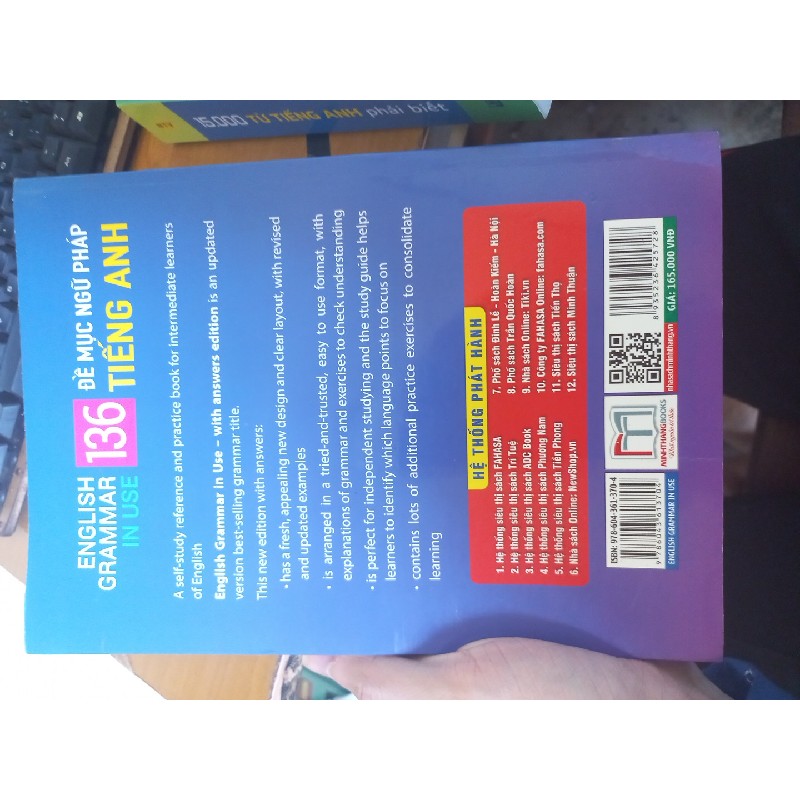 15.000 TỪ TIẾNG ANH phải biết
ENGLISH
GRAMMAR
IN USE
136
ĐỀ MỤC NGỮ PHÁP
TIẾNG ANH
A self-study reference and practice book for intermediate learners
of English
English Grammar In Use – with answers edition is an updated
version best-selling grammar title.
This new edition with answers:
• has a fresh, appealing new design and clear layout, with revised
and updated examples
• is arranged in a tried-and-trusted, easy to use format, with
explanations of grammar and exercises to check understanding
• is perfect for independent studying and the study guide helps
learners to identify which language points to focus on
• contains lots of additional practice exercises to consolidate
learning
HỆ THỐNG PHÁT HÀNH
1. Hệ thống siêu thị sách FAHASA
2. Hệ thống siêu thị sách Trí Tuệ
3. Hệ thống siêu thị sách ADC Book
4. Hệ thống siêu thị sách Phương Nam
5. Hệ thống siêu thị sách Tiền Phong
6. Nhà sách Online: NewShop.vn
7. Phố sách Đinh Lễ - Hoàn Kiếm - Hà Nội
8. Phố sách Trần Quốc Hoàn
9. Nhà sách Online: Tiki.vn
10. Công ty FAHASA Online: fahasa.com
11. Siêu thị sách Tiến Thọ
12. Siêu thị sách Minh Thuận
ISBN: 978-604-361-370-4
9 786043 613704
ENGLISH GRAMMAR IN USE
MINHTHANGBOOKS
nhasachminhthang.vn
8 935236 425728
GIÁ: 165.000 VNĐ